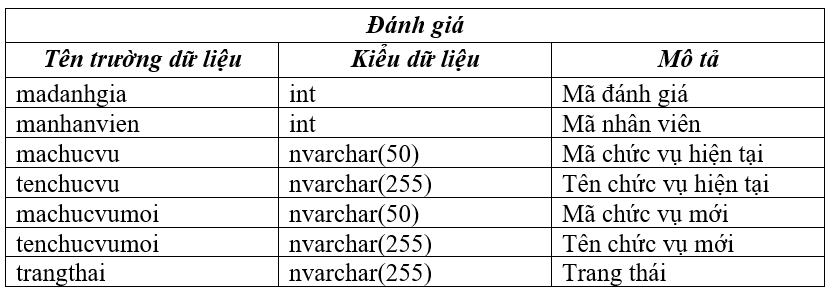 Đánh giá
Tên trường dữ liệu Kiểu dữ liệu Mô tả
madanhgia int Mã đánh giá
manhanvien int Mã nhân viên
machucvu nvarchar(50) Mã chức vụ hiện tại
tenchucvu nvarchar(255) Tên chức vụ hiện tại
machucvumoi nvarchar(50) Mã chức vụ mới
tenchucvumoi nvarchar(255) Tên chức vụ mới
trangthai nvarchar(255) Trang thái